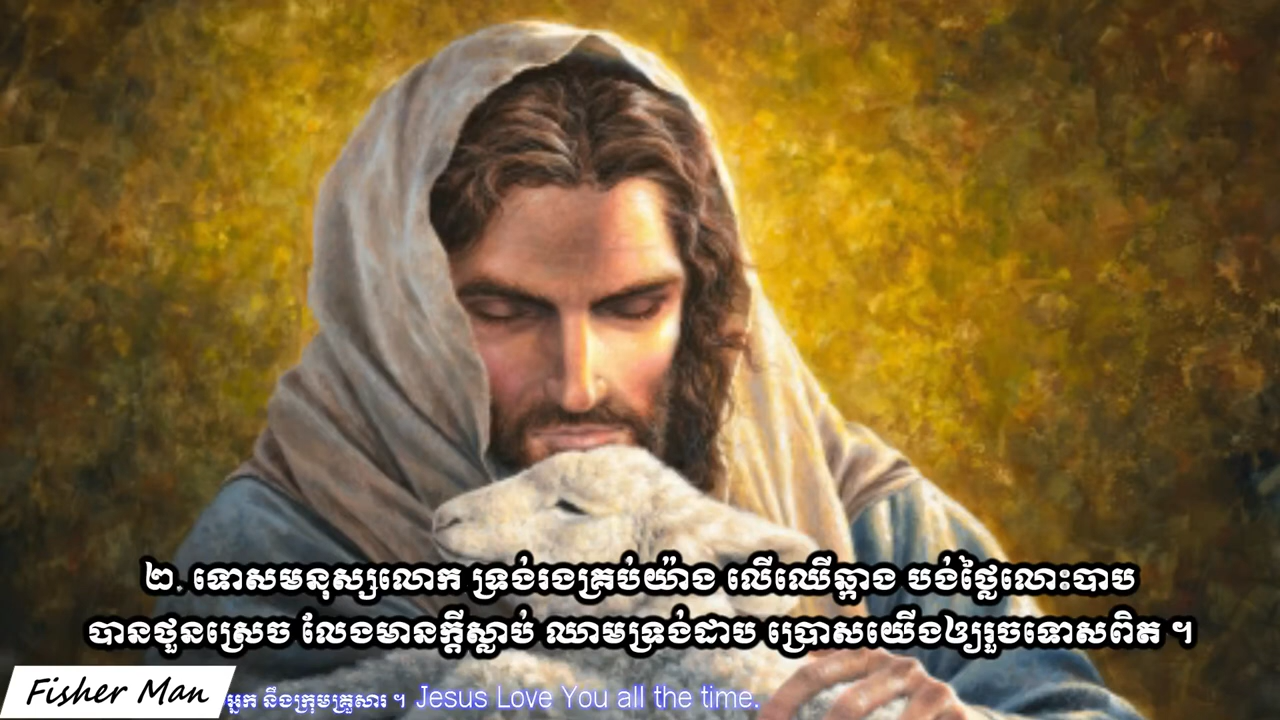 ២. ទោសមនុស្សលោក ទ្រង់រងគ្រប់យ៉ាង លើឈើឆ្កាង បង់ថ្លៃលោះបាប
បានថួនស្រេច លែងមានក្តីស្លាប់ ឈាមទ្រង់ដាប ប្រោសយើងឲ្យរួចទោសពិត ។
Fisher Man
អ្នក នឹងក្រុមគ្រួសារ ។ Jesus Love You all the time.